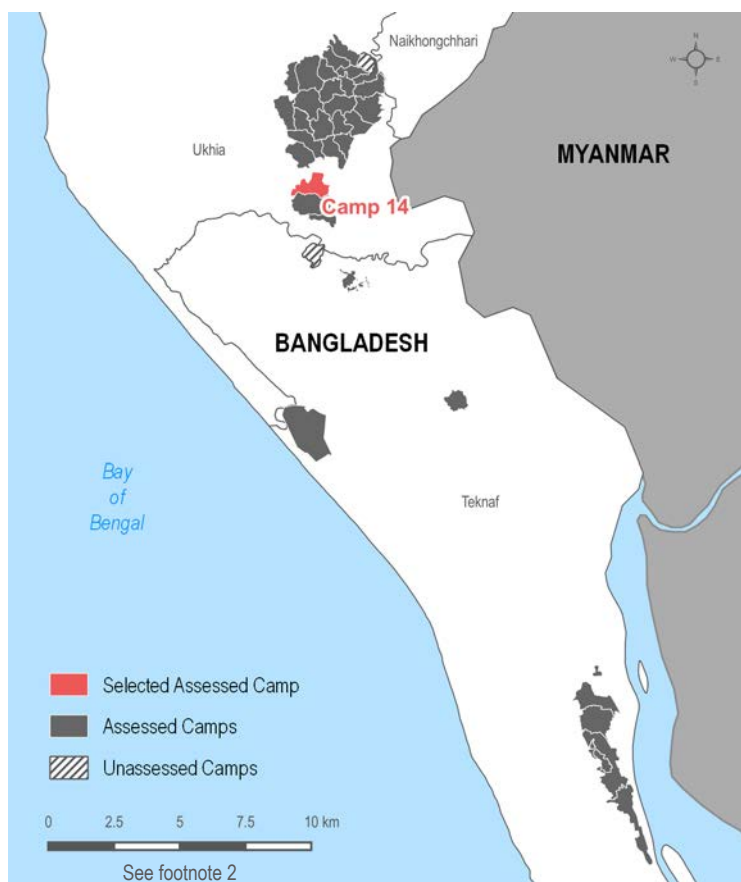 Naikhongchhari
N
W
E
S
Ukhia
MYANMAR
Camp 14
BANGLADESH
Bay
of
Bengal
Teknaf
Selected Assessed Camp
Assessed Camps
Unassessed Camps
0 2.5 5 7.5 10 km
See footnote 2